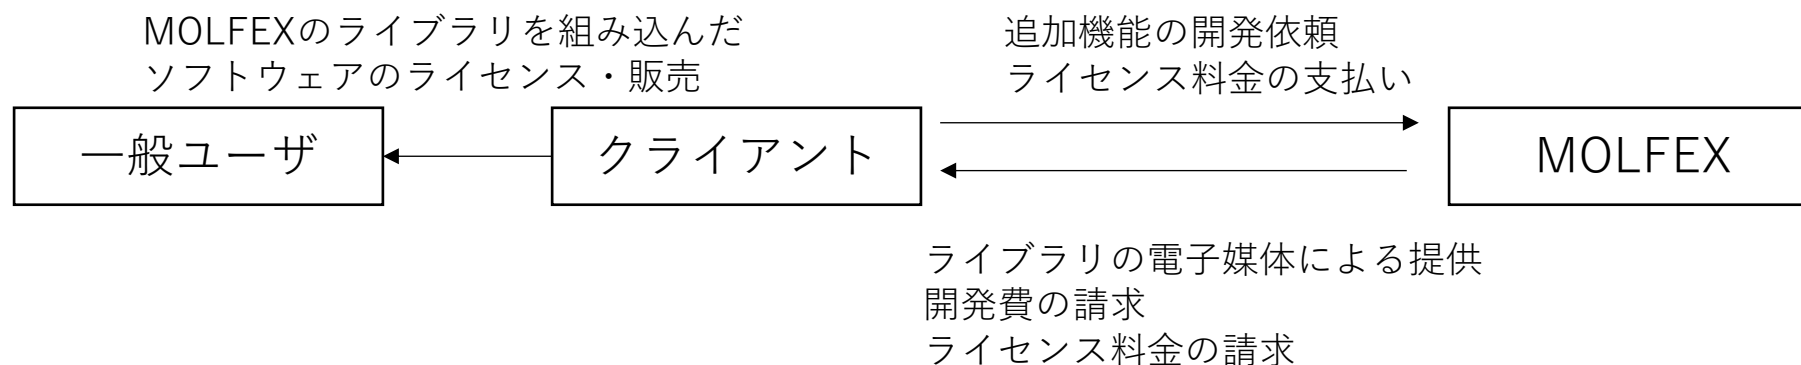 MOLFEXのライブラリを組み込んだ
ソフトウェアのライセンス・販売
追加機能の開発依頼
ライセンス料金の支払い
一般ユーザ
クライアント
MOLFEX
ライブラリの電子媒体による提供
開発費の請求
ライセンス料金の請求